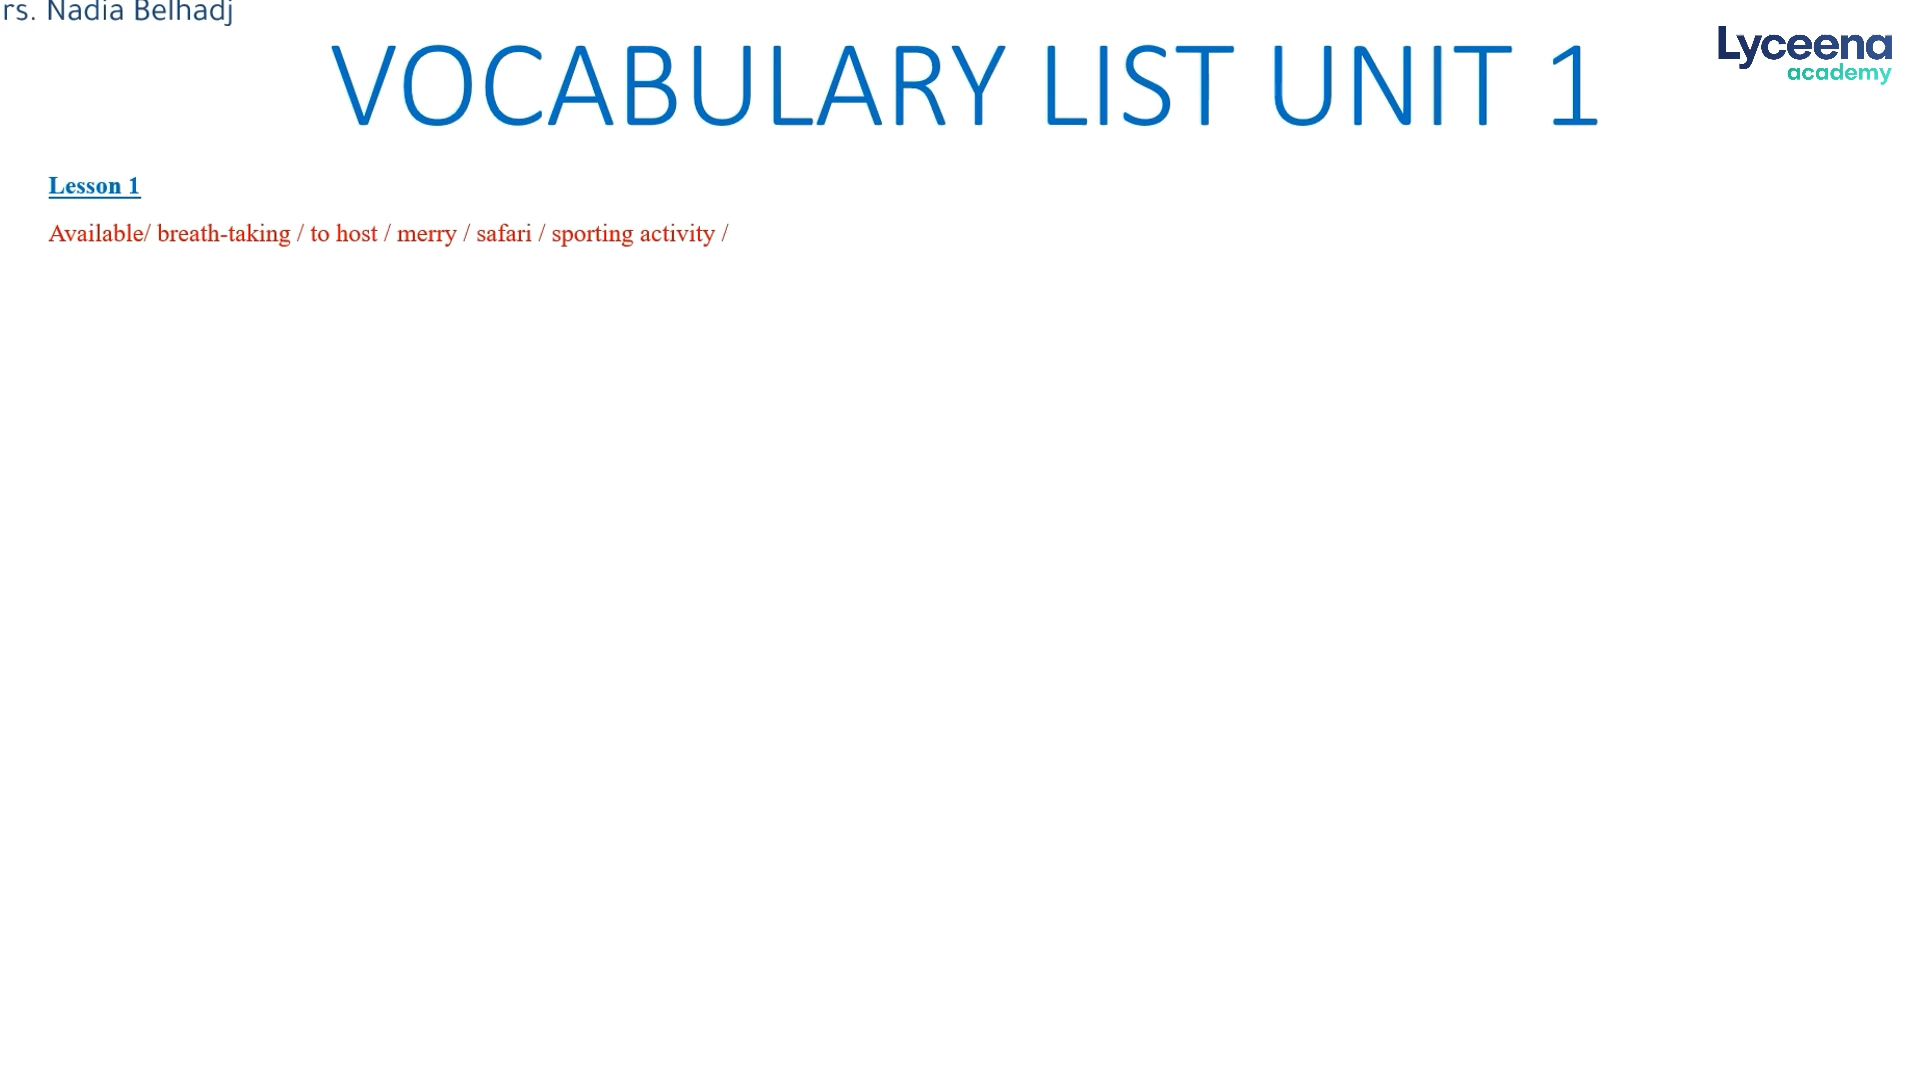 rs. Nadia Belhadj
VOCABULARY LIST UNIT 1
Lyceena
academy
Lesson 1
Available/ breath-taking / to host / merry / safari / sporting activity /